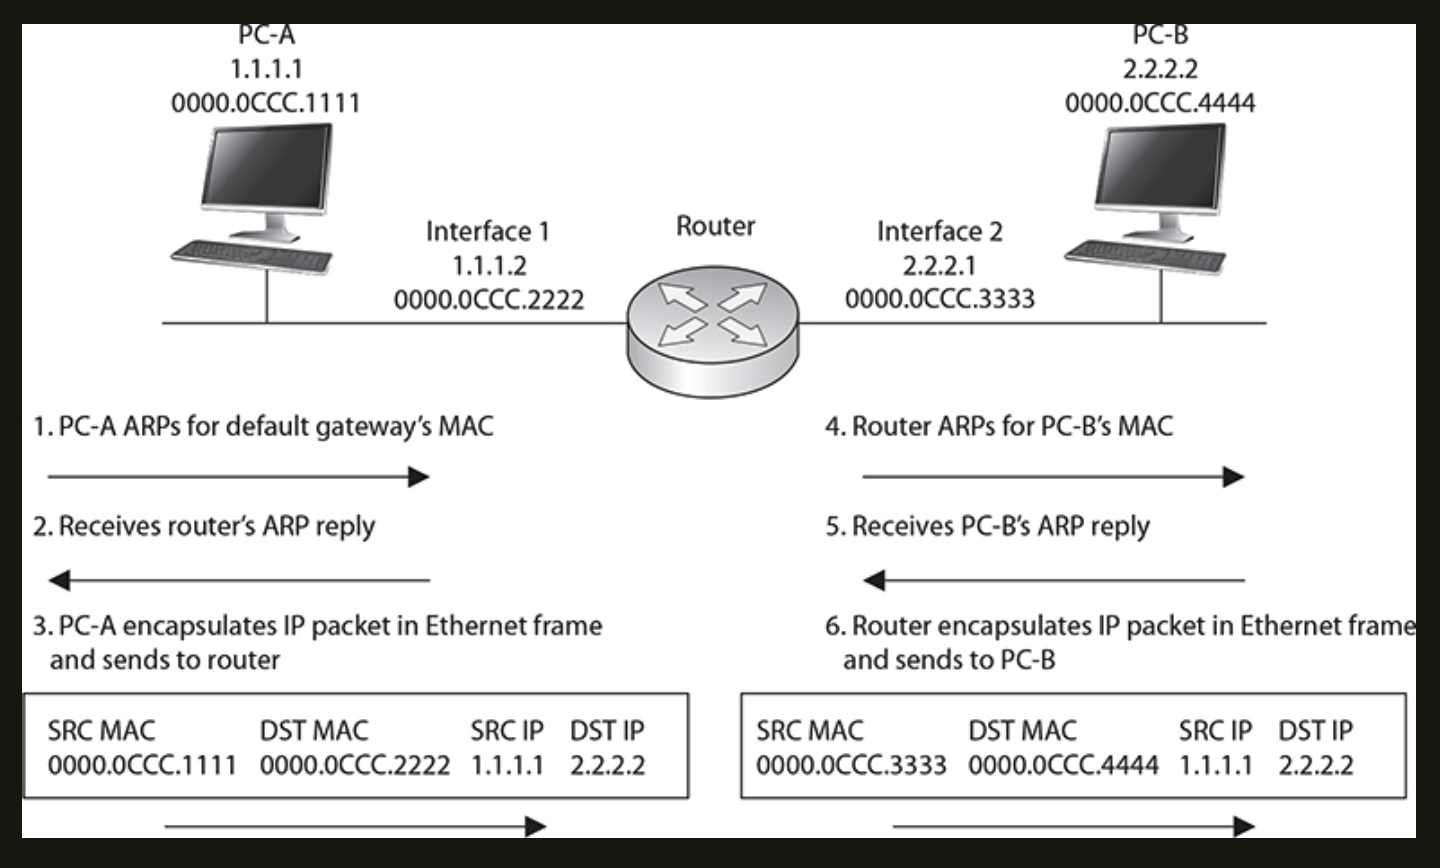 PC-A
1.1.1.1
0000.0CCC.1111
PC-B
2.2.2.2
0000.0CCC.4444
Interface 1
1.1.1.2
0000.0CCC.2222
Router
Interface 2
2.2.2.1
0000.0CCC.3333
1. PC-A ARPs for default gateway's MAC
2. Receives router's ARP reply
3. PC-A encapsulates IP packet in Ethernet frame
and sends to router
SRC MAC DST MAC SRC IP DST IP
0000.0CCC.1111 0000.0CCC.2222 1.1.1.1 2.2.2.2
4. Router ARPs for PC-B's MAC
5. Receives PC-B's ARP reply
6. Router encapsulates IP packet in Ethernet frame
and sends to PC-B
SRC MAC DST MAC SRC IP DST IP
0000.0CCC.3333 0000.0CCC.4444 1.1.1.1 2.2.2.2